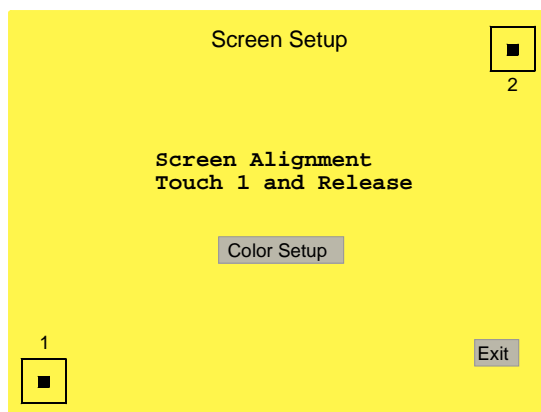 Screen Setup
2
Screen Alignment
Touch 1 and Release
Color Setup
1
Exit